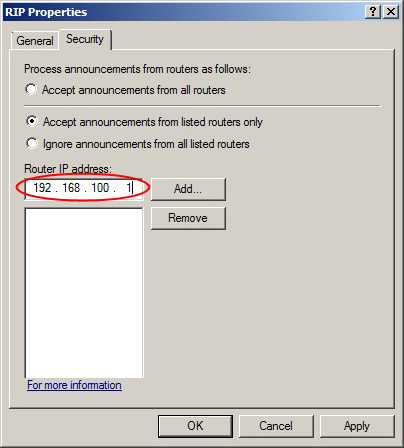 RIP Properties
General Security
Process announcements from routers as follows:
Accept announcements from all routers
Accept announcements from listed routers only
Ignore announcements from all listed routers
Router IP address:
192 . 168 . 100 . 1 Add...
Remove
For more information
OK Cancel Apply